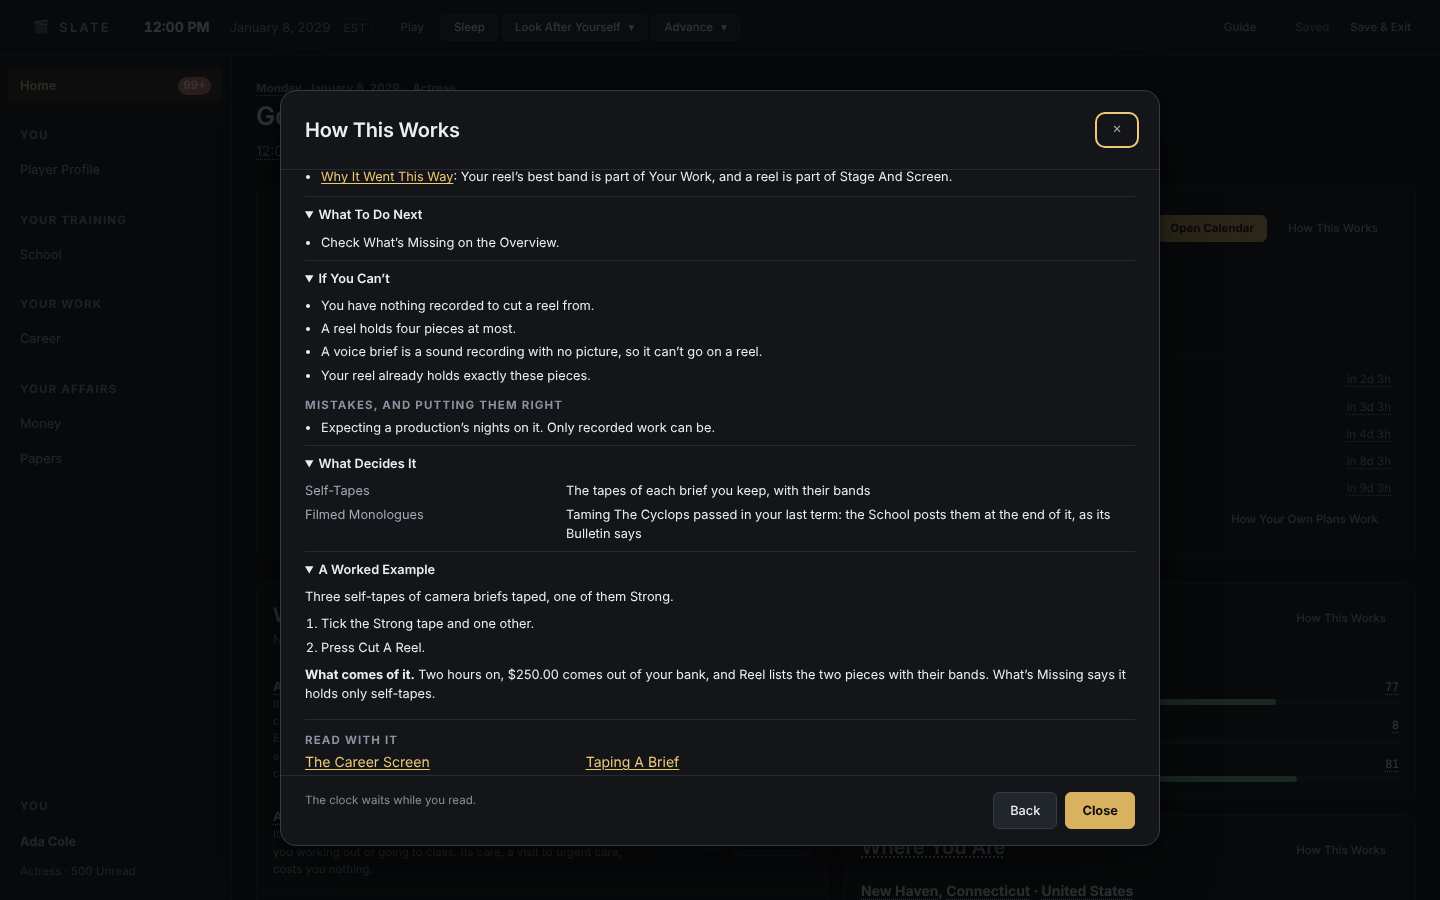 SLATE
12:00 PM
January 8, 2029
EST
Play
Sleep
Look After Yourself ▾
Advance ▾
Guide
Saved
Save & Exit
Home
99+
YOU
Player Profile
YOUR TRAINING
School
YOUR WORK
Career
YOUR AFFAIRS
Money
Papers
YOU
Ada Cole
Actress · 500 Unread
Monday, January 8, 2029 · Actress
How This Works
×
• Why It Went This Way: Your reel’s best band is part of Your Work, and a reel is part of Stage And Screen.
▼ What To Do Next
• Check What’s Missing on the Overview.
▼ If You Can’t
• You have nothing recorded to cut a reel from.
• A reel holds four pieces at most.
• A voice brief is a sound recording with no picture, so it can’t go on a reel.
• Your reel already holds exactly these pieces.
MISTAKES, AND PUTTING THEM RIGHT
• Expecting a production’s nights on it. Only recorded work can be.
▼ What Decides It
Self-Tapes The tapes of each brief you keep, with their bands
Filmed Monologues Taming The Cyclops passed in your last term: the School posts them at the end of it, as its
Bulletin says
▼ A Worked Example
Three self-tapes of camera briefs taped, one of them Strong.
1. Tick the Strong tape and one other.
2. Press Cut A Reel.
What comes of it. Two hours on, $250.00 comes out of your bank, and Reel lists the two pieces with their bands. What’s Missing says it
holds only self-tapes.
READ WITH IT
The Career Screen
Taping A Brief
The clock waits while you read.
Back
Close
Open Calendar
How This Works
in 2d 3h
in 3d 3h
in 4d 3h
in 8d 3h
in 9d 3h
How Your Own Plans Work
How This Works
77
8
81
you working out or going to class. Its care, a visit to urgent care,
costs you nothing.
Where You Are
How This Works
New Haven, Connecticut · United States